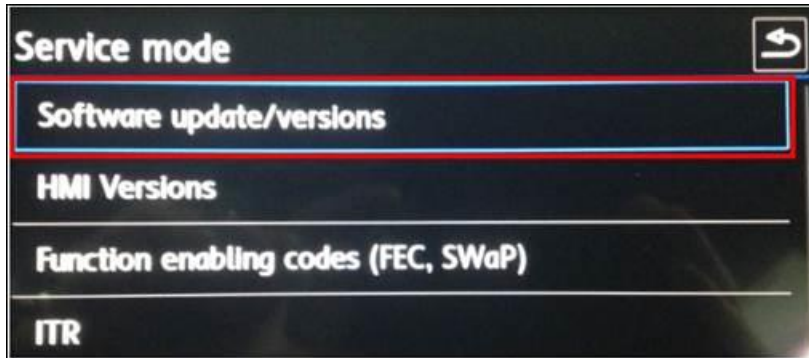 Service mode
Software update/versions
HMI Versions
Function enabling codes (FEC, SWaP)
ITR